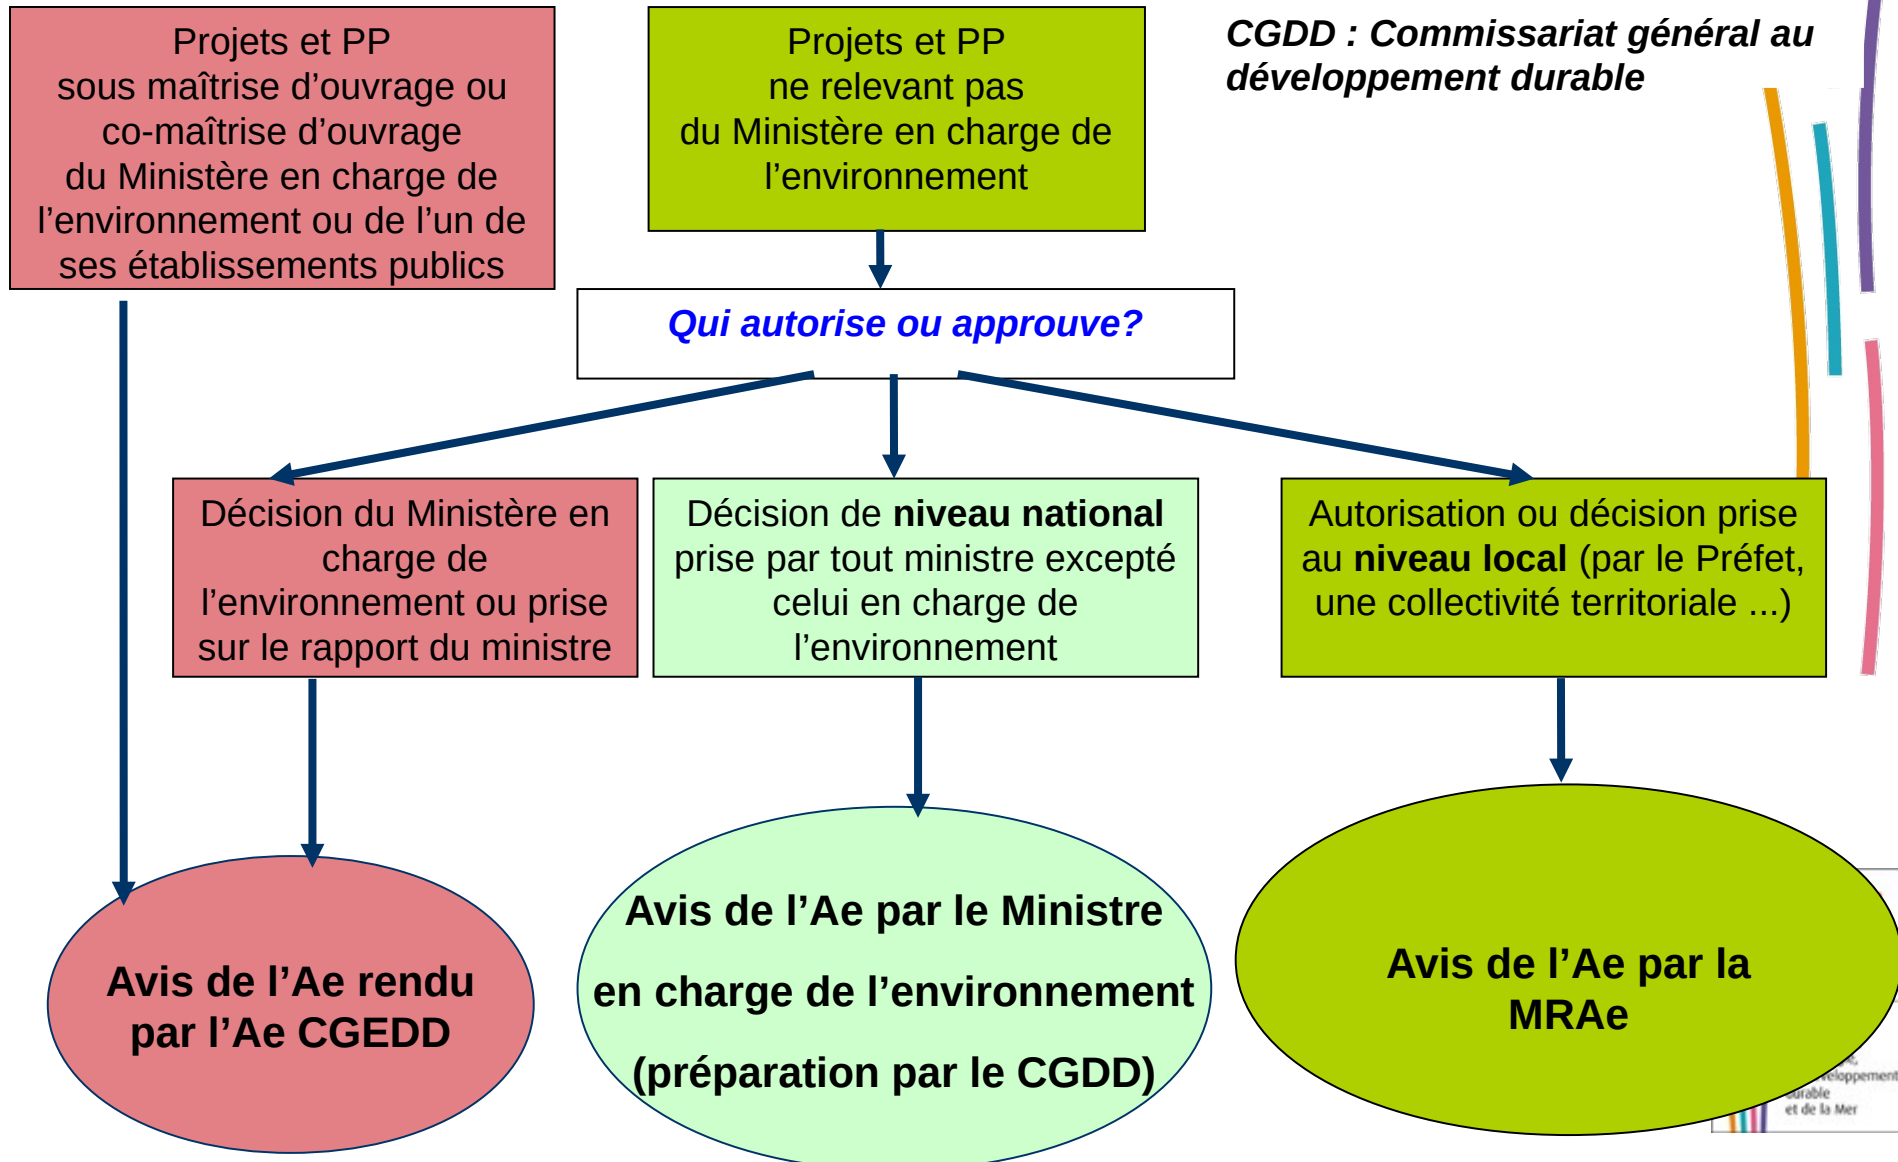 Projets et PP
sous maîtrise d’ouvrage ou
co-maîtrise d’ouvrage
du Ministère en charge de
l’environnement ou de l’un de
ses établissements publics
Projets et PP
ne relevant pas
du Ministère en charge de
l’environnement
CGDD : Commissariat général au
développement durable
Qui autorise ou approuve?
Décision du Ministère en
charge de
l’environnement ou prise
sur le rapport du ministre
Décision de niveau national
prise par tout ministre excepté
celui en charge de
l’environnement
Autorisation ou décision prise
au niveau local (par le Préfet,
une collectivité territoriale ...)
Avis de l’Ae rendu
par l’Ae CGEDD
Avis de l’Ae par le Ministre
en charge de l’environnement
(préparation par le CGDD)
Avis de l’Ae par la
MRAe
et de la Mer